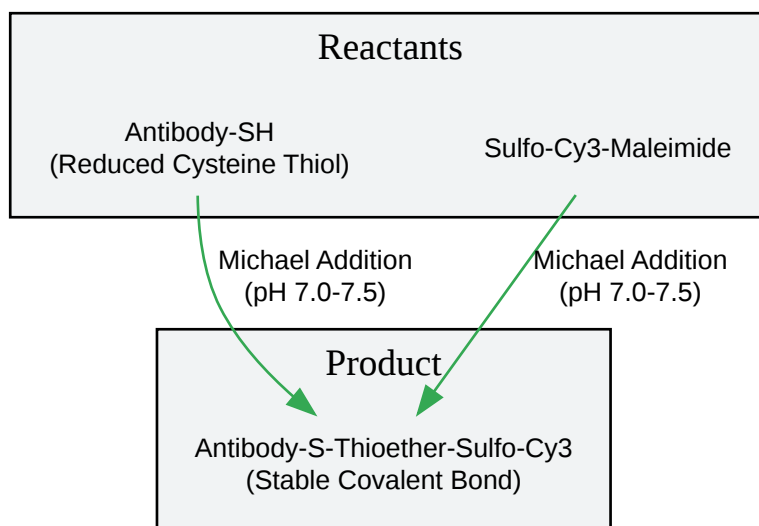 Reactants
Antibody-SH
(Reduced Cysteine Thiol)
Sulfo-Cy3-Maleimide
Michael Addition
(pH 7.0-7.5)
Michael Addition
(pH 7.0-7.5)
Product
Antibody-S-Thioether-Sulfo-Cy3
(Stable Covalent Bond)